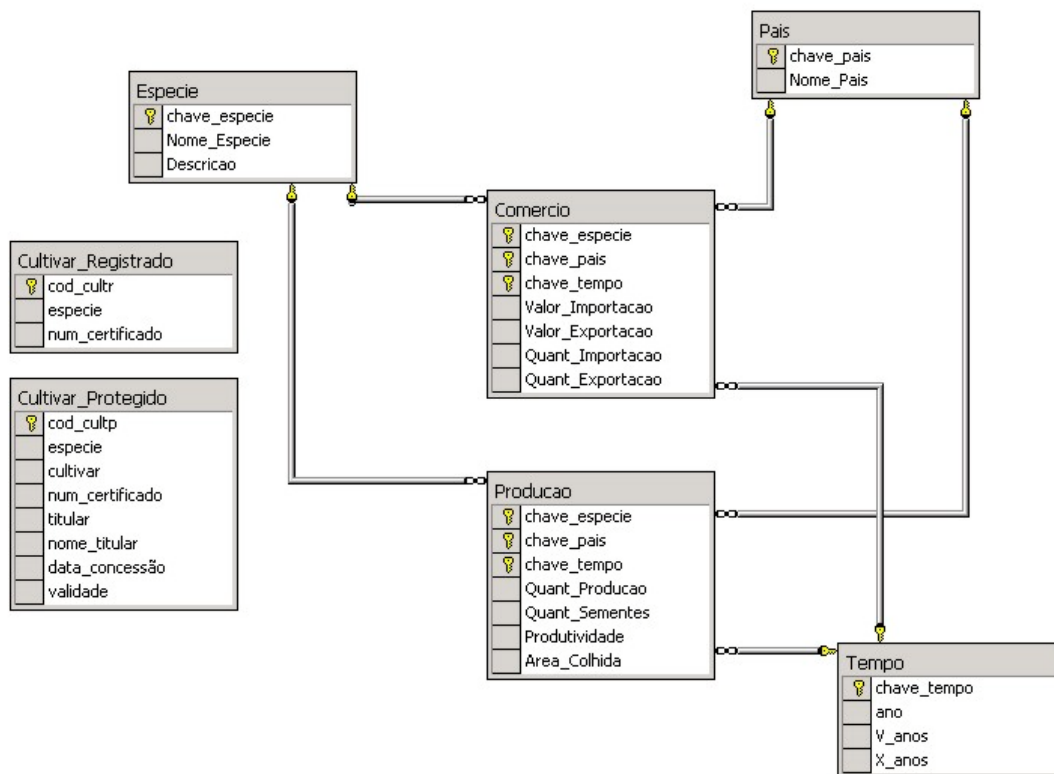 Pais
chave_pais
Nome_Pais
Especie
chave_especie
Nome_Especie
Descricao
Comercio
chave_especie
chave_pais
chave_tempo
Valor_Importacao
Valor_Exportacao
Quant_Importacao
Quant_Exportacao
Cultivar_Registrado
cod_cultr
especie
num_certificado
Cultivar_Protegido
cod_cultp
especie
cultivar
num_certificado
titular
nome_titular
data_concessão
validade
Producao
chave_especie
chave_pais
chave_tempo
Quant_Producao
Quant_Sementes
Produtividade
Area_Colhida
Tempo
chave_tempo
ano
V_anos
X_anos